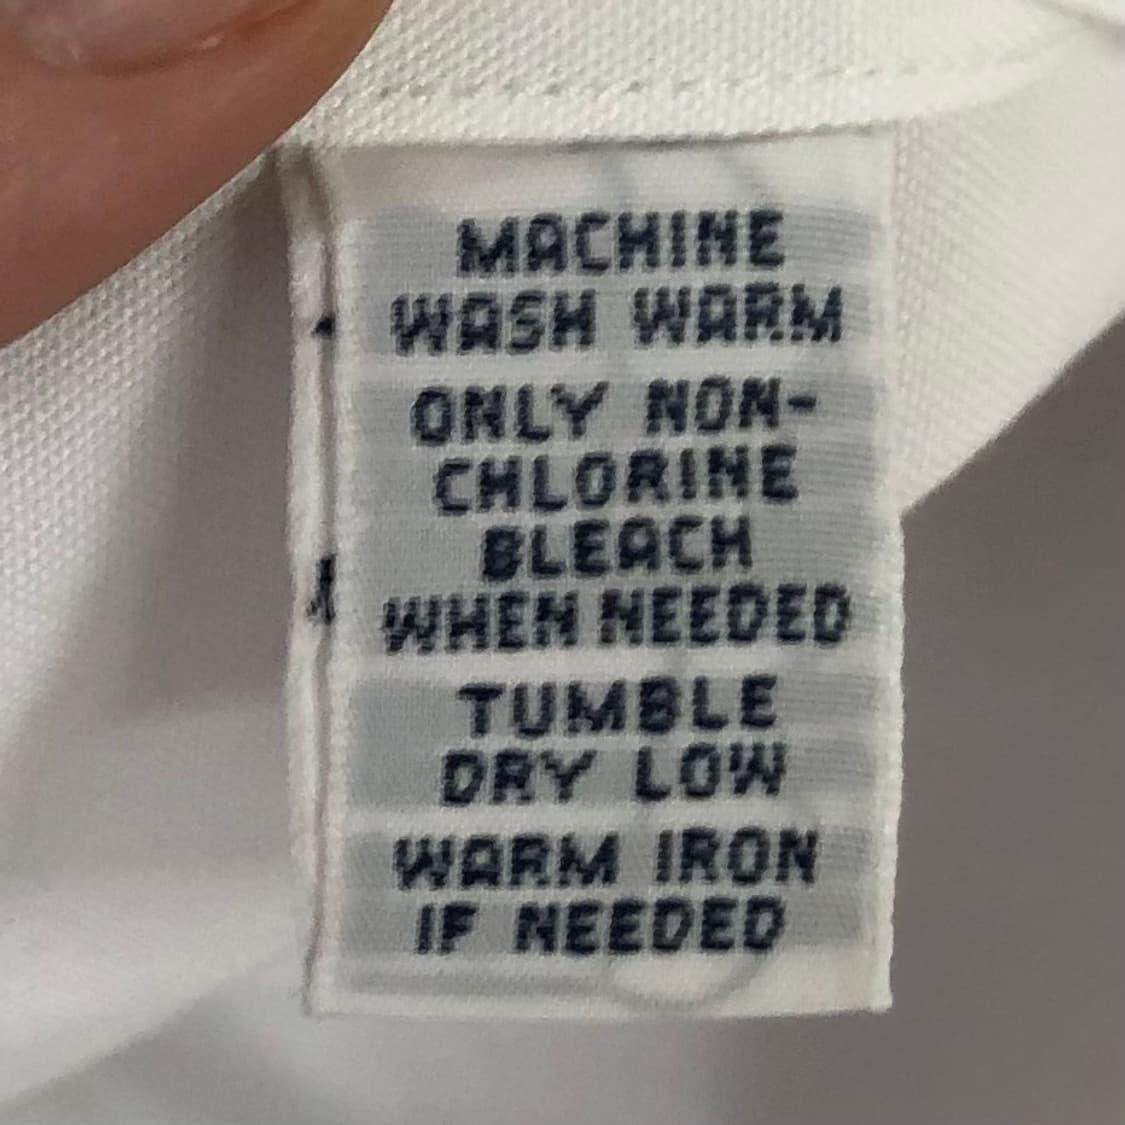 MACHINE
WASH WARM
ONLY NON-
CHLORINE
BLEACH
WHEN NEEDED
TUMBLE
DRY LOW
WARM IRON
IF NEEDED